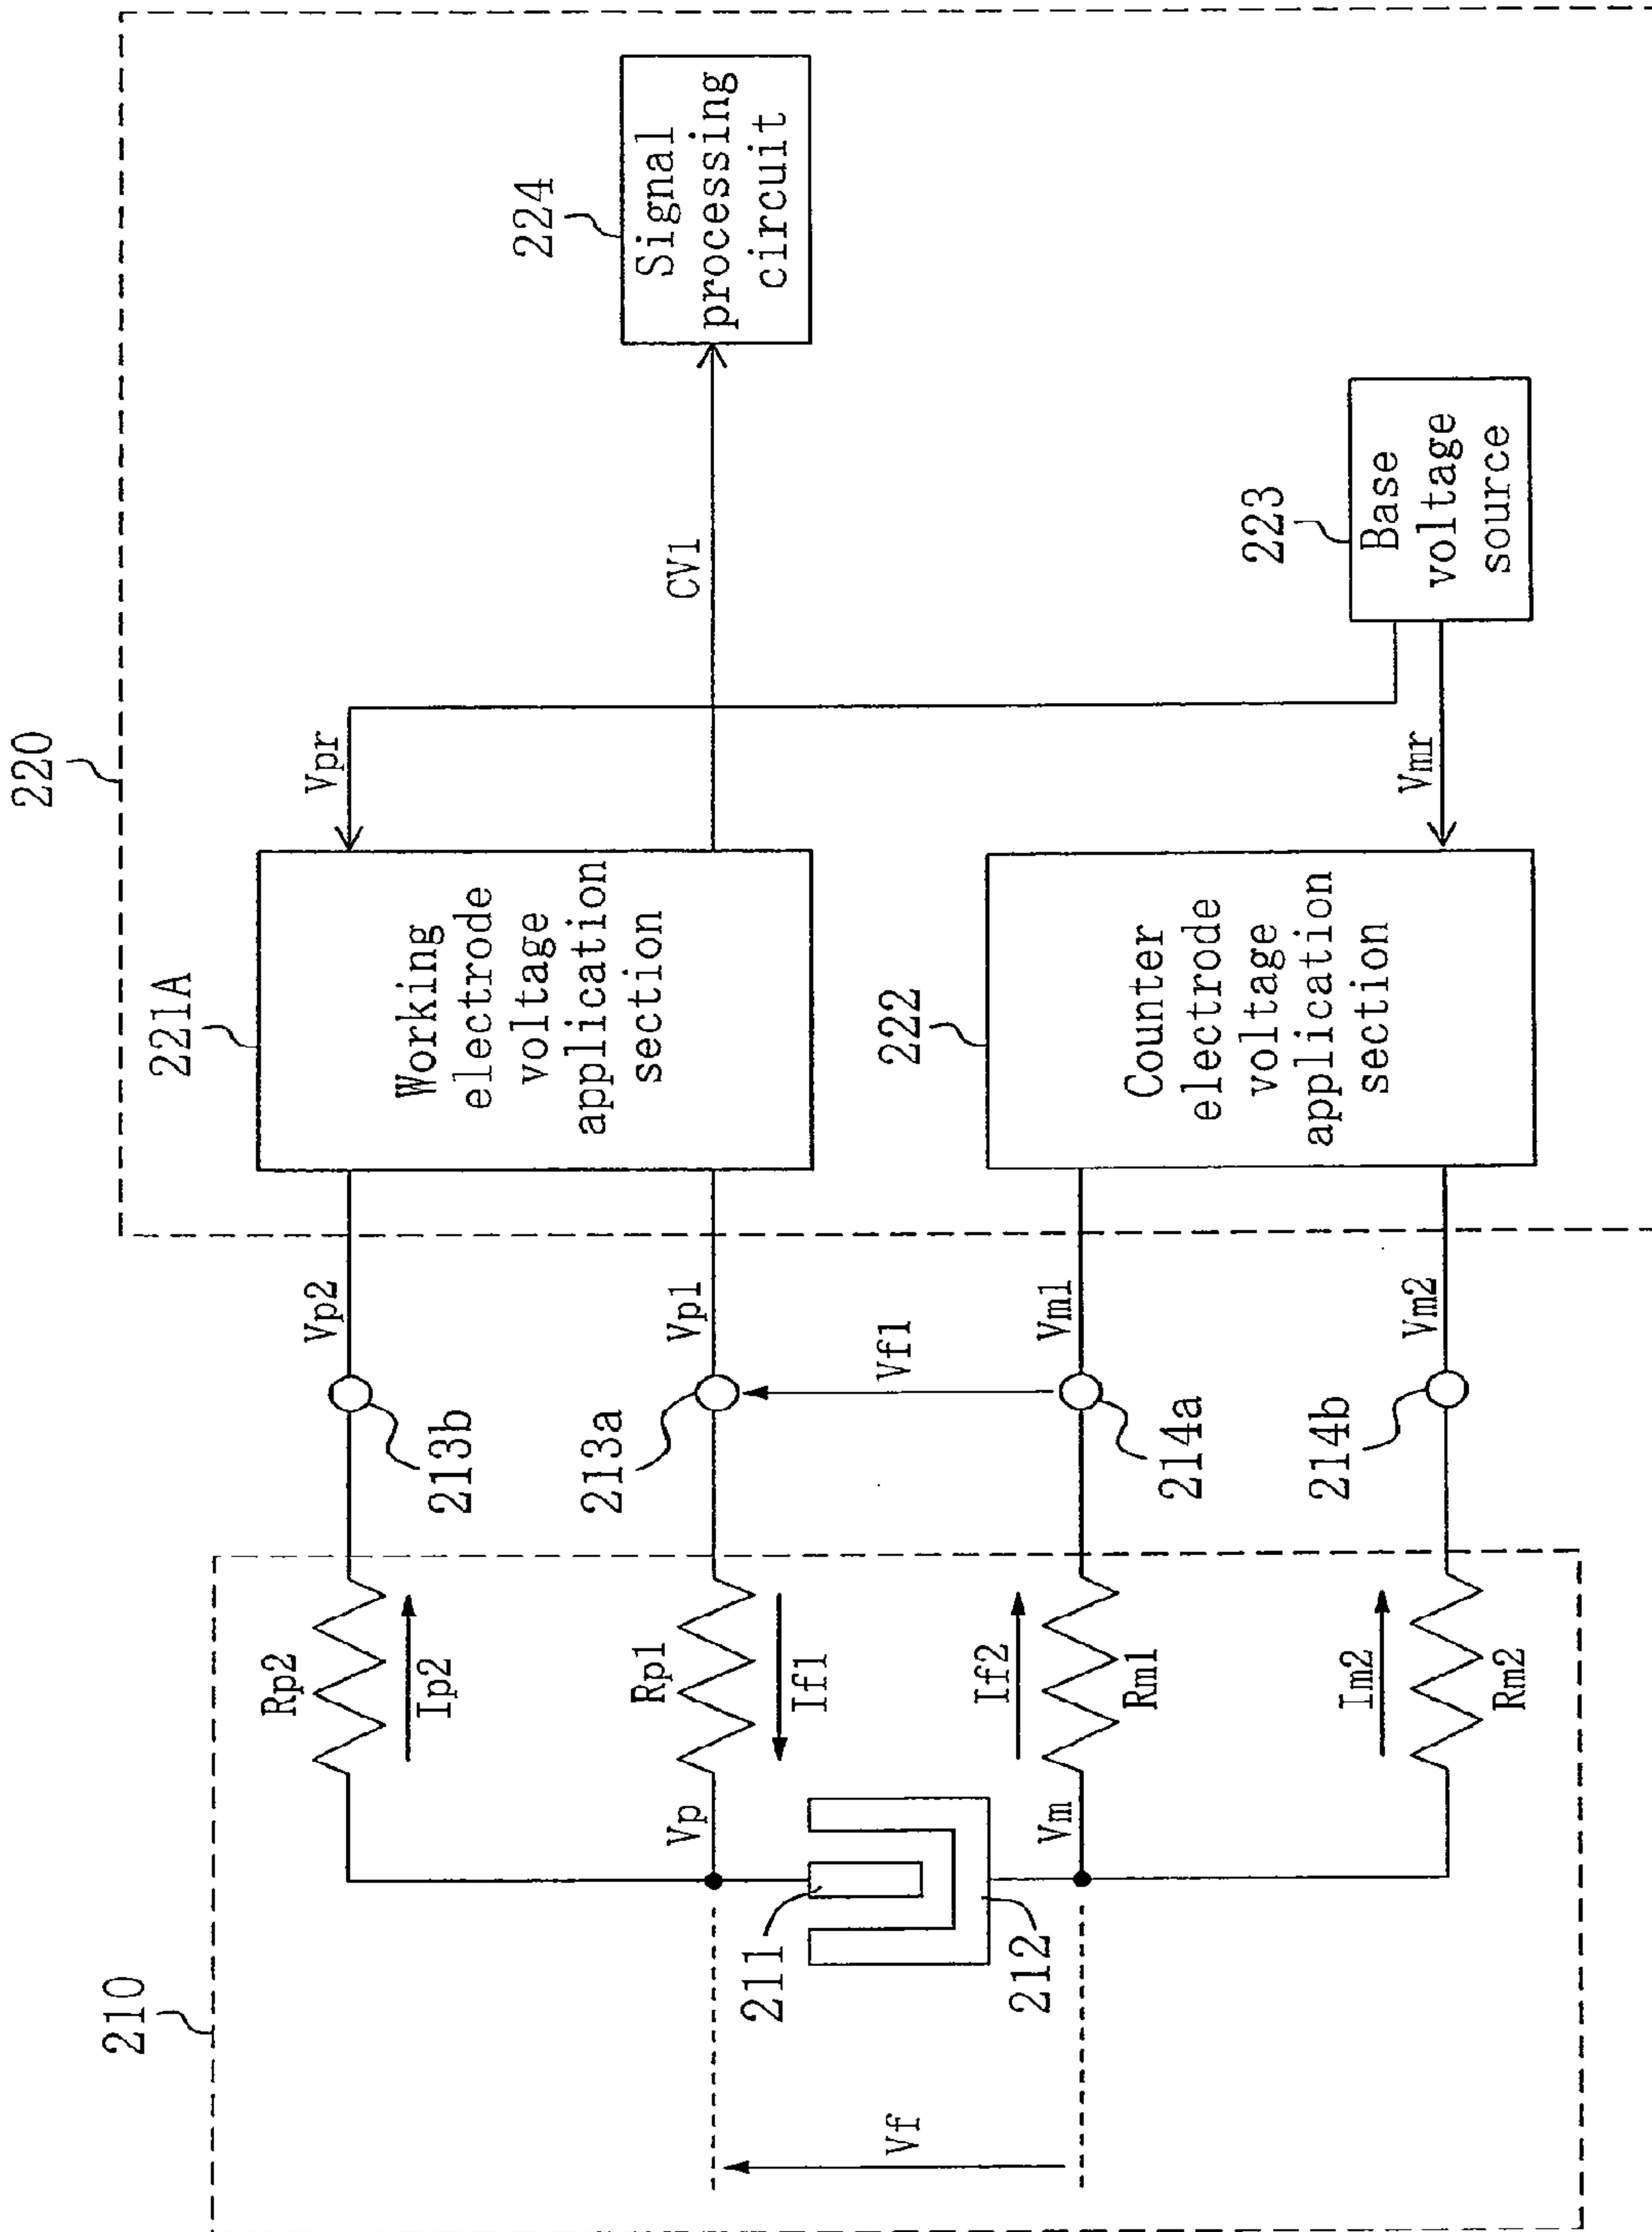 220
224
Signal
processing
circuit
CV1
223
Base
voltage
source
Vpr
Vmr
221A
Working
electrode
voltage
application
section
222
Counter
electrode
voltage
application
section
Vp2
Vp1
Vm1
Vm2
Vf1
213b
213a
214a
214b
210
Rp2
Ip2
Rp1
If1
If2
Rm1
Im2
Rm2
Vp
Vm
211
212
Vf